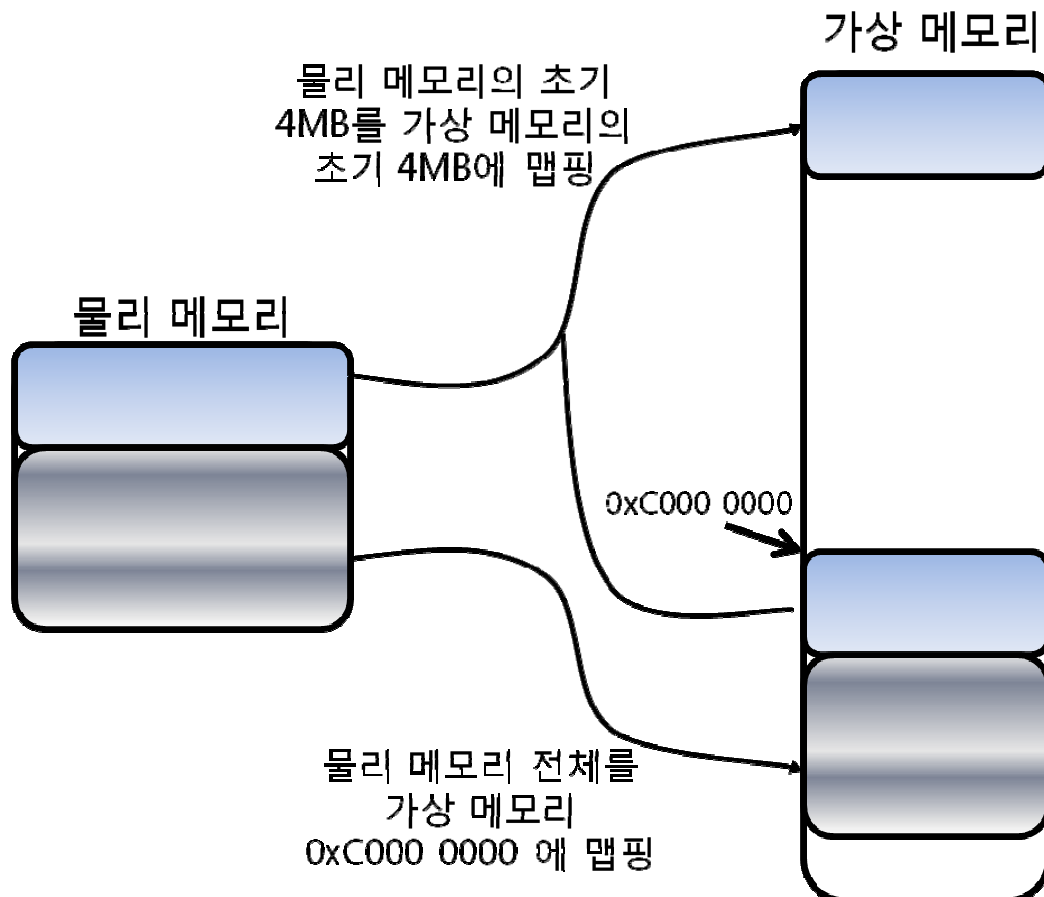 가상 메모리
물리 메모리의 초기
4MB를 가상 메모리의
초기 4MB에 맵핑
물리 메모리
0xC000 0000
물리 메모리 전체를
가상 메모리
0xC000 0000 에 맵핑